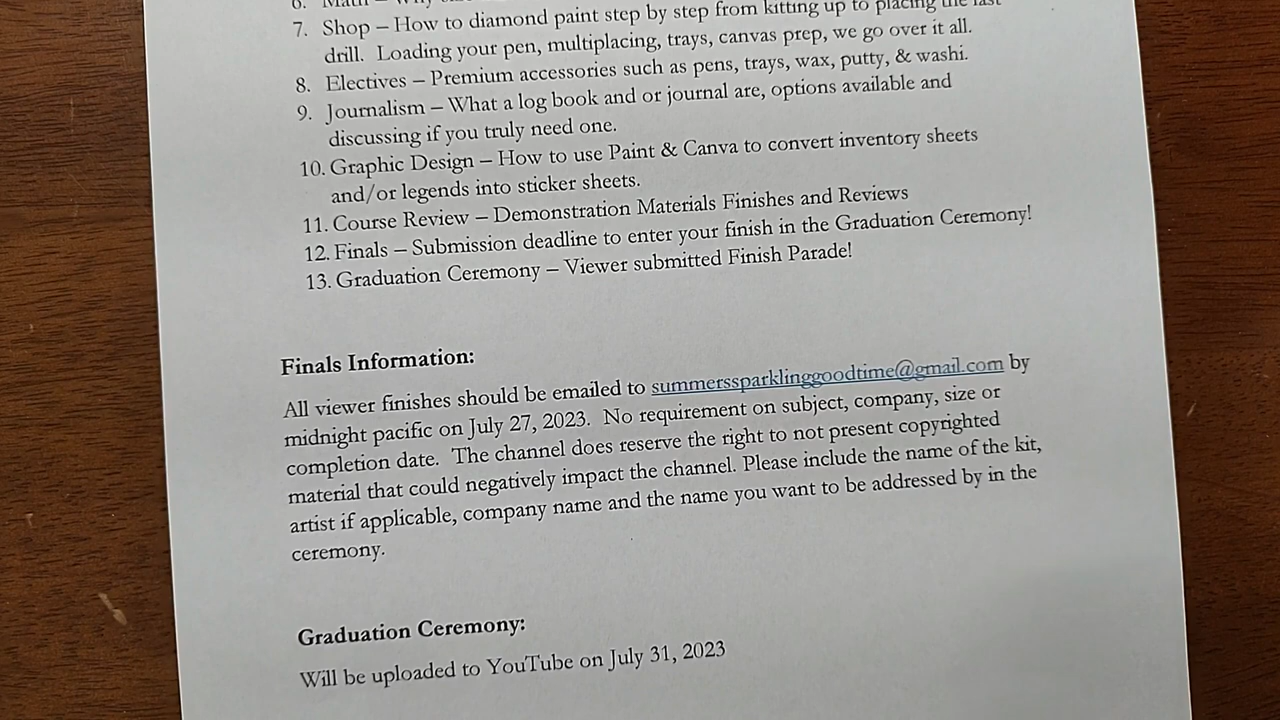 6. Math – Why
7. Shop – How to diamond paint step by step from kitting up to placing the last
drill. Loading your pen, multiplacing, trays, canvas prep, we go over it all.
8. Electives – Premium accessories such as pens, trays, wax, putty, & washi.
9. Journalism – What a log book and or journal are, options available and
discussing if you truly need one.
10. Graphic Design – How to use Paint & Canva to convert inventory sheets
and/or legends into sticker sheets.
11. Course Review – Demonstration Materials Finishes and Reviews
12. Finals – Submission deadline to enter your finish in the Graduation Ceremony!
13. Graduation Ceremony – Viewer submitted Finish Parade!
Finals Information:
All viewer finishes should be emailed to summerssparklinggoodtime@gmail.com by
midnight pacific on July 27, 2023. No requirement on subject, company, size or
completion date. The channel does reserve the right to not present copyrighted
material that could negatively impact the channel. Please include the name of the kit,
artist if applicable, company name and the name you want to be addressed by in the
ceremony.
Graduation Ceremony:
Will be uploaded to YouTube on July 31, 2023